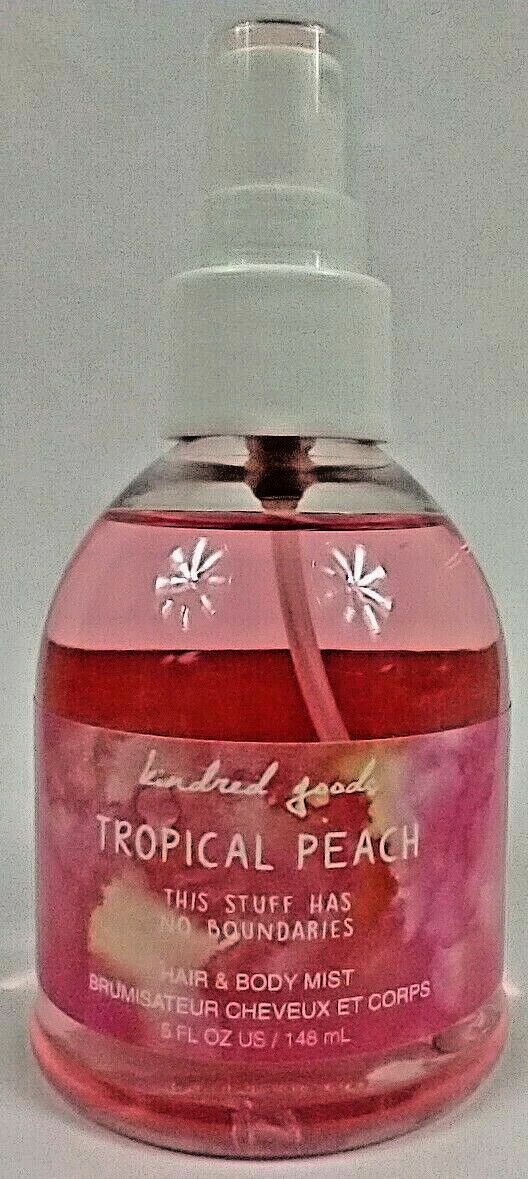 kindred goods
TROPICAL PEACH
THIS STUFF HAS
NO BOUNDARIES
HAIR & BODY MIST
BRUMISATEUR CHEVEUX ET CORPS
5 FL OZ US / 148 mL